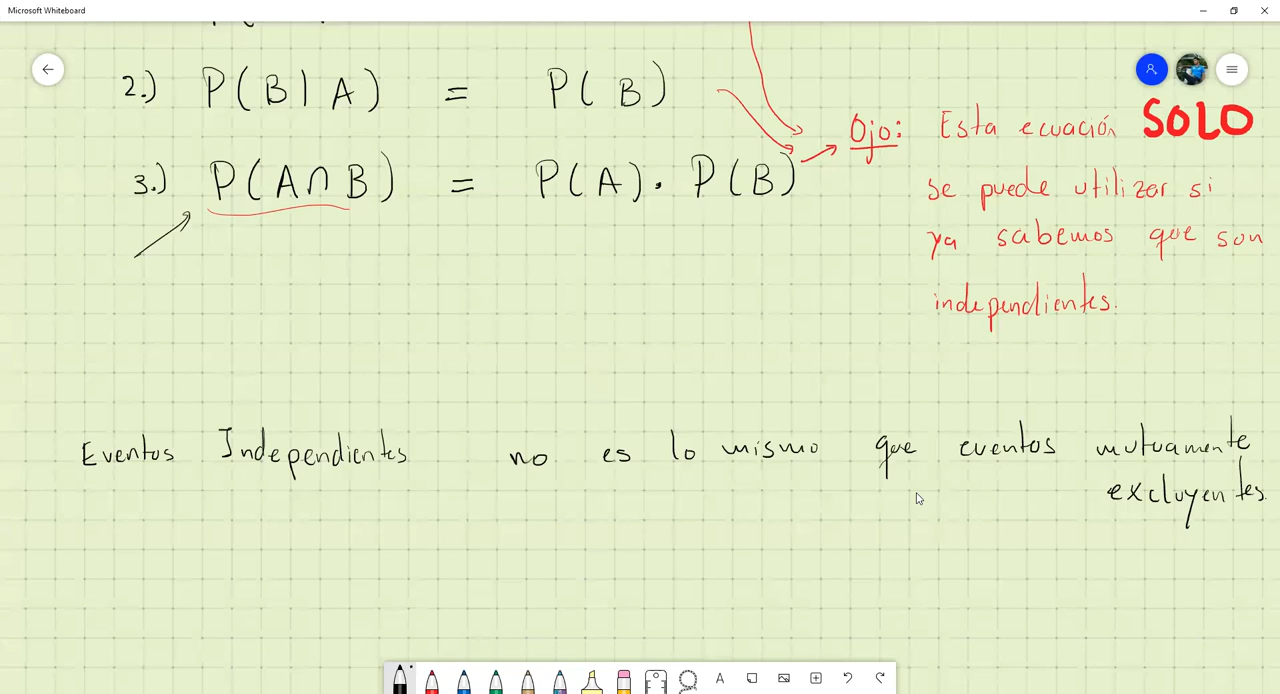 Microsoft Whiteboard
2.) P(B|A) = P(B)
3.) P(A∩B) = P(A). P(B)
Ojo: Esta ecuación SOLO
se puede utilizar si
ya sabemos que son
independientes.
Eventos Independientes no es lo mismo que eventos mutuamente
excluyentes.
A